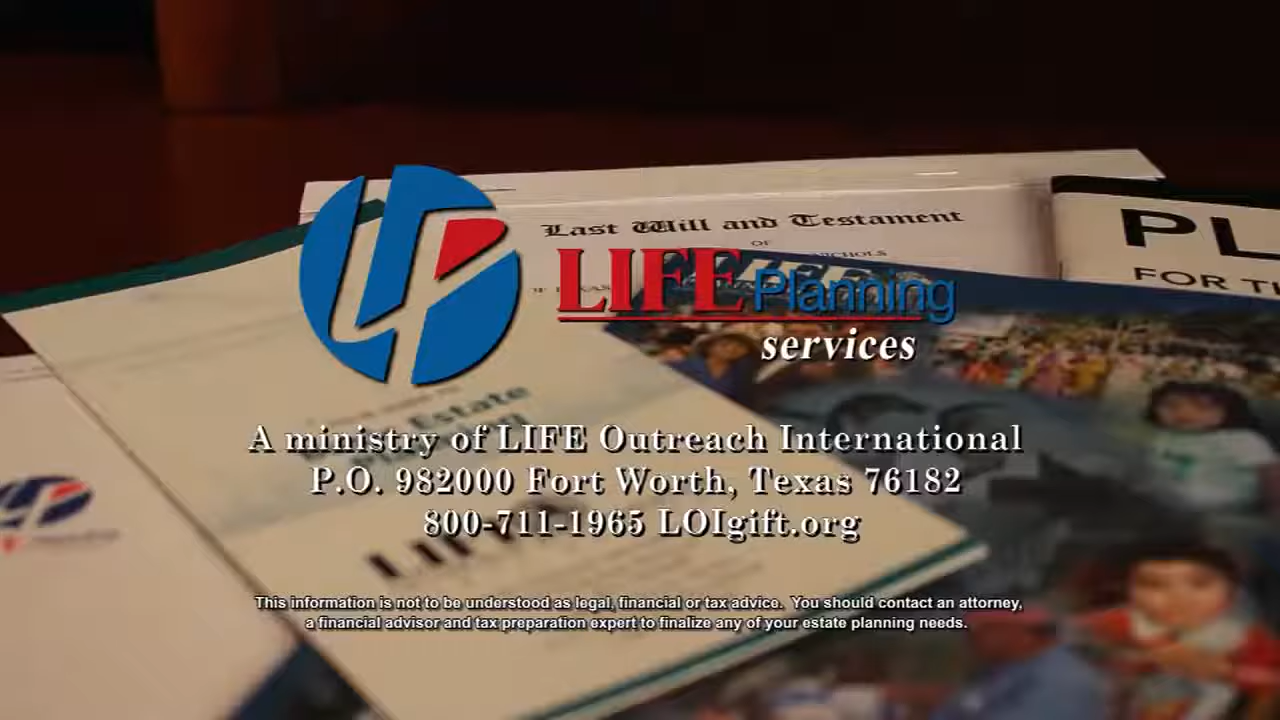 Last Will and Testament
OF
PL
FOR TH
LIFE Planning
services
Estate
A ministry of LIFE Outreach International
P.O. 982000 Fort Worth, Texas 76182
800-711-1965 LOIgift.org
This information is not to be understood as legal, financial or tax advice. You should contact an attorney,
a financial advisor and tax preparation expert to finalize any of your estate planning needs.